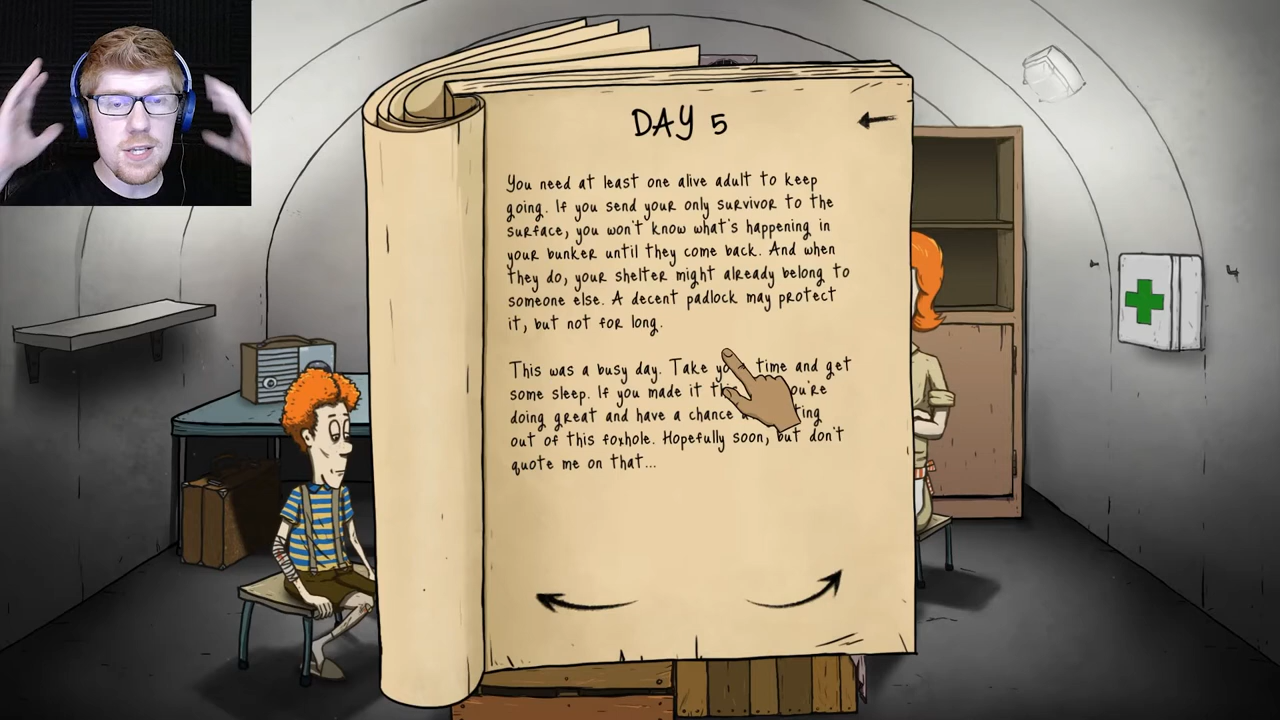 DAY 5
You need at least one alive adult to keep
going. If you send your only survivor to the
surface, you won't know what's happening in
your bunker until they come back. And when
they do, your shelter might already belong to
someone else. A decent padlock may protect
it, but not for long.
This was a busy day. Take time and get
some sleep. If you made it
doing great and have a chance
out of this foxhole. Hopefully soon, but don't
quote me on that...